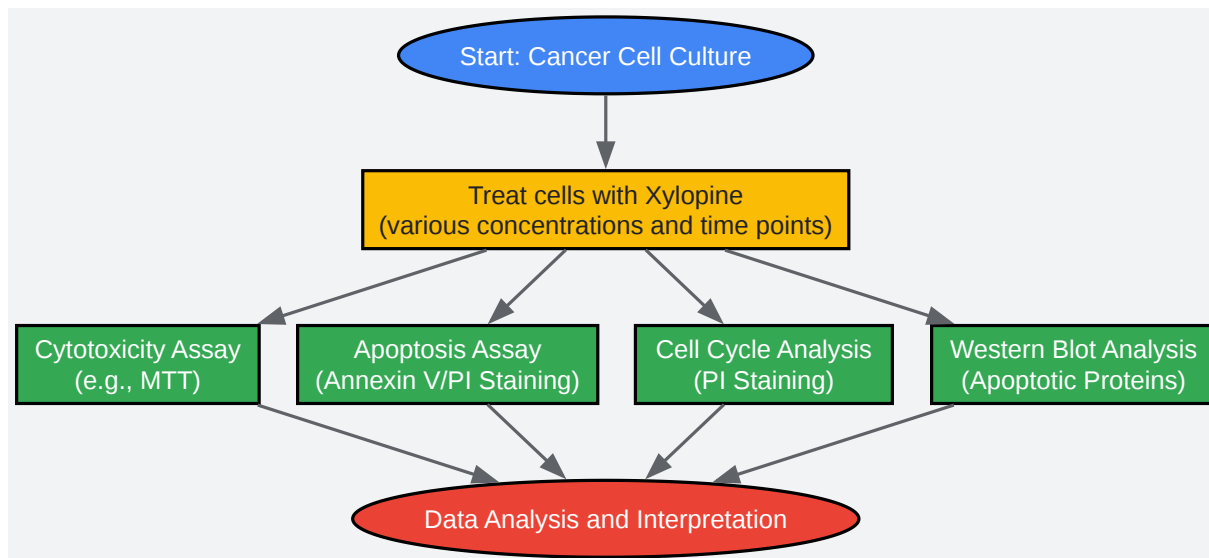 Start: Cancer Cell Culture
Treat cells with Xylopine
(various concentrations and time points)
Cytotoxicity Assay
(e.g., MTT)
Apoptosis Assay
(Annexin V/PI Staining)
Cell Cycle Analysis
(PI Staining)
Western Blot Analysis
(Apoptotic Proteins)
Data Analysis and Interpretation